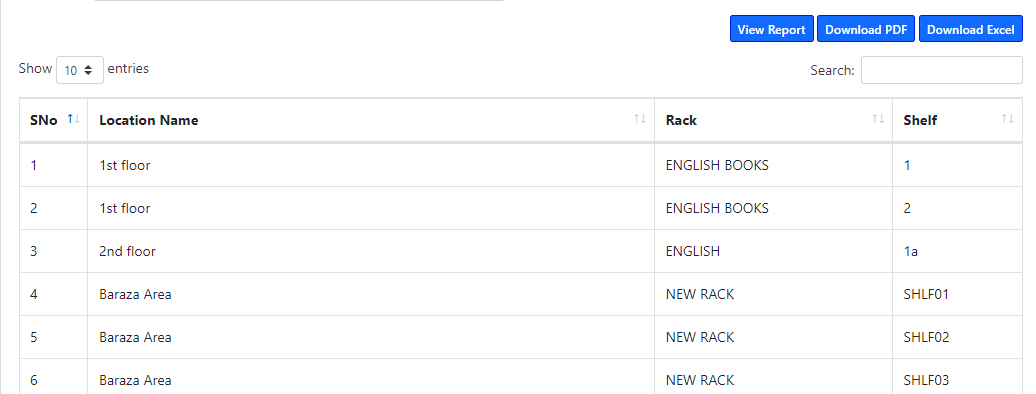 View Report Download PDF Download Excel
Show 10 entries Search:
SNo Location Name Rack Shelf
1 1st floor ENGLISH BOOKS 1
2 1st floor ENGLISH BOOKS 2
3 2nd floor ENGLISH 1a
4 Baraza Area NEW RACK SHLF01
5 Baraza Area NEW RACK SHLF02
6 Baraza Area NEW RACK SHLF03